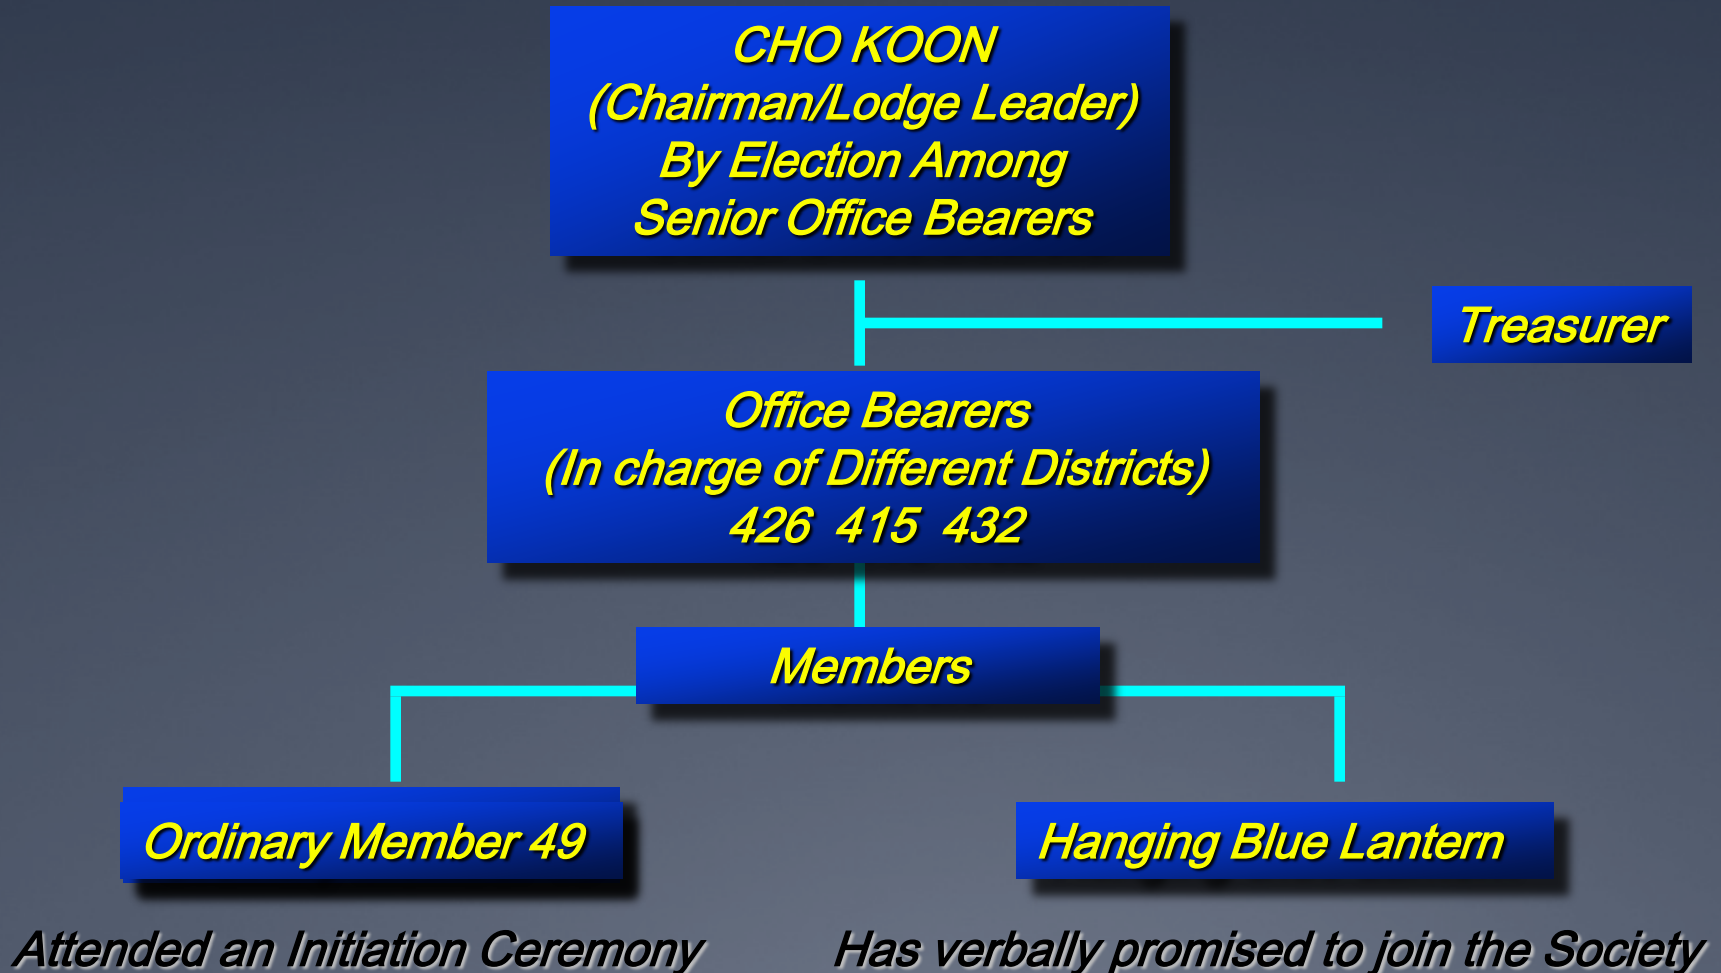 CHO KOON
(Chairman/Lodge Leader)
By Election Among
Senior Office Bearers
Treasurer
Office Bearers
(In charge of Different Districts)
426 415 432
Members
Ordinary Member 49
Hanging Blue Lantern
Attended an Initiation Ceremony
Has verbally promised to join the Society